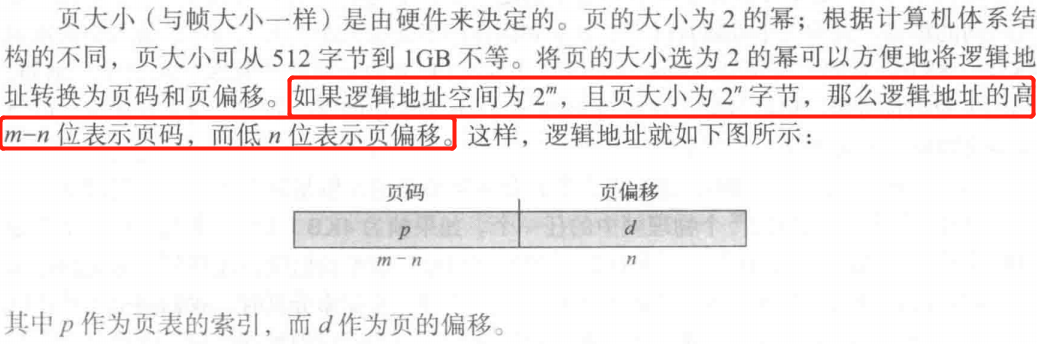 页大小（与帧大小一样）是由硬件来决定的。页的大小为 2 的幂；根据计算机体系结
构的不同，页大小可从 512 字节到 1GB 不等。将页的大小选为 2 的幂可以方便地将逻辑地
址转换为页码和页偏移。如果逻辑地址空间为 2ᵐ，且页大小为 2ⁿ 字节，那么逻辑地址的高
m–n 位表示页码，而低 n 位表示页偏移。这样，逻辑地址就如下图所示：
页码 页偏移
p d
m – n n
其中 p 作为页表的索引，而 d 作为页的偏移。